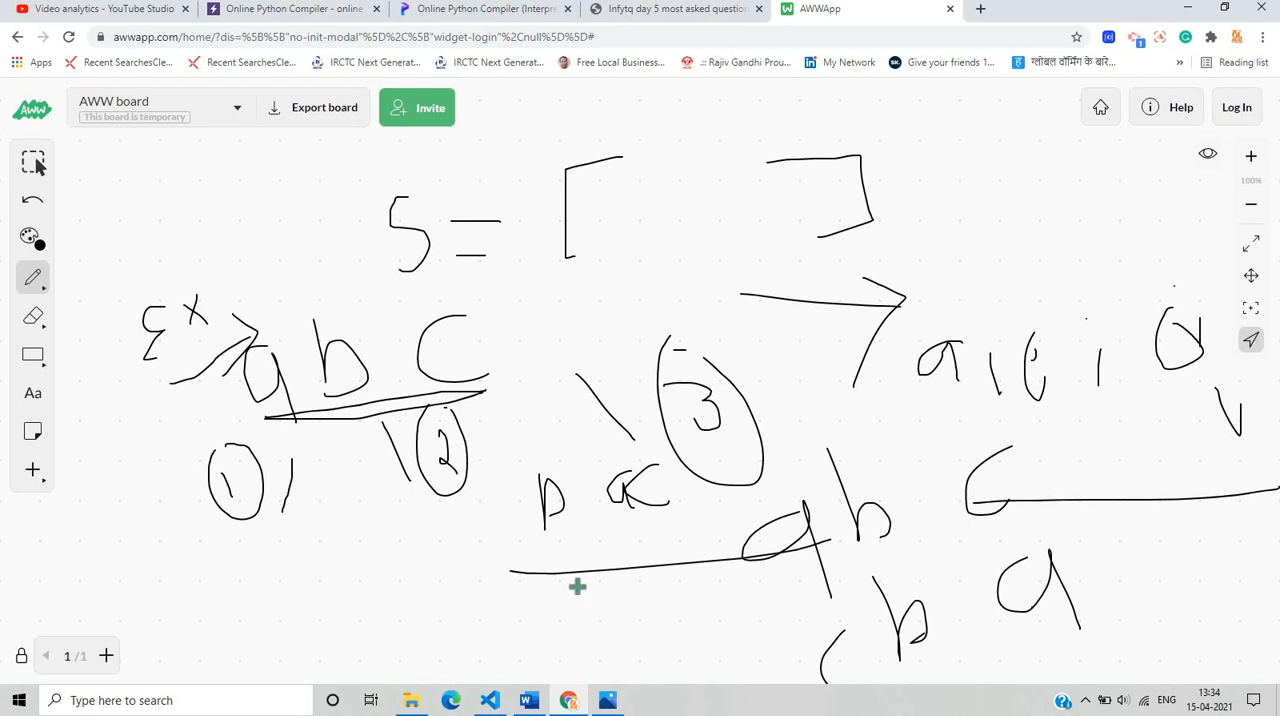 Video analytics - YouTube Studio
Online Python Compiler - online
Online Python Compiler (Interpre
Infytq day 5 most asked question
AWWApp
awwapp.com/home/?dis=%5B%5B"no-init-modal"%5D%2C%5B"widget-login"%2Cnull%5D%5D#
Apps
Recent SearchesCle...
Recent SearchesCle...
IRCTC Next Generat...
IRCTC Next Generat...
Free Local Business...
.:: Rajiv Gandhi Prou...
My Network
Give your friends 1...
ग्लोबल वॉर्मिंग के बारे...
»
Reading list
AWW
AWW board
This board is temporary
Export board
Invite
Help
Log In
100%
S = [ ]
a b c
1
2
3
a
b
c
b
a
Aa
1/1
Type here to search
ENG
13:34
15-04-2021